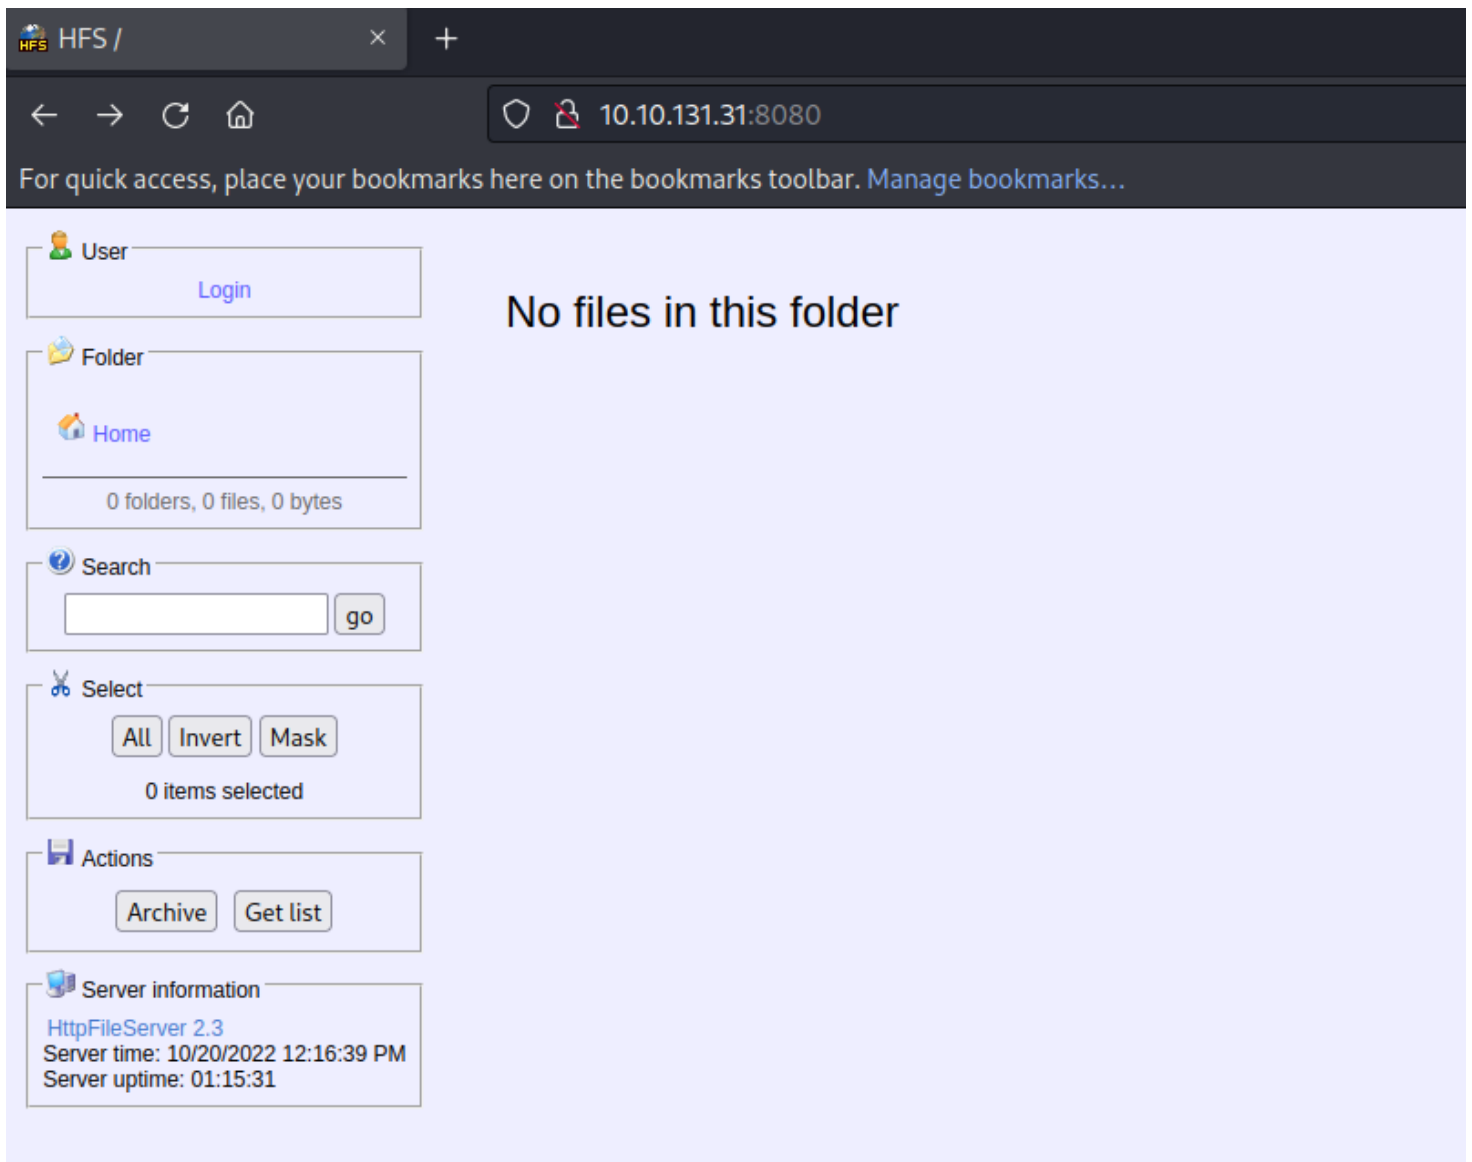 HFS HFS /
10.10.131.31:8080
For quick access, place your bookmarks here on the bookmarks toolbar. Manage bookmarks...
User
Login
No files in this folder
Folder
Home
0 folders, 0 files, 0 bytes
Search
go
Select
All Invert Mask
0 items selected
Actions
Archive Get list
Server information
HttpFileServer 2.3
Server time: 10/20/2022 12:16:39 PM
Server uptime: 01:15:31